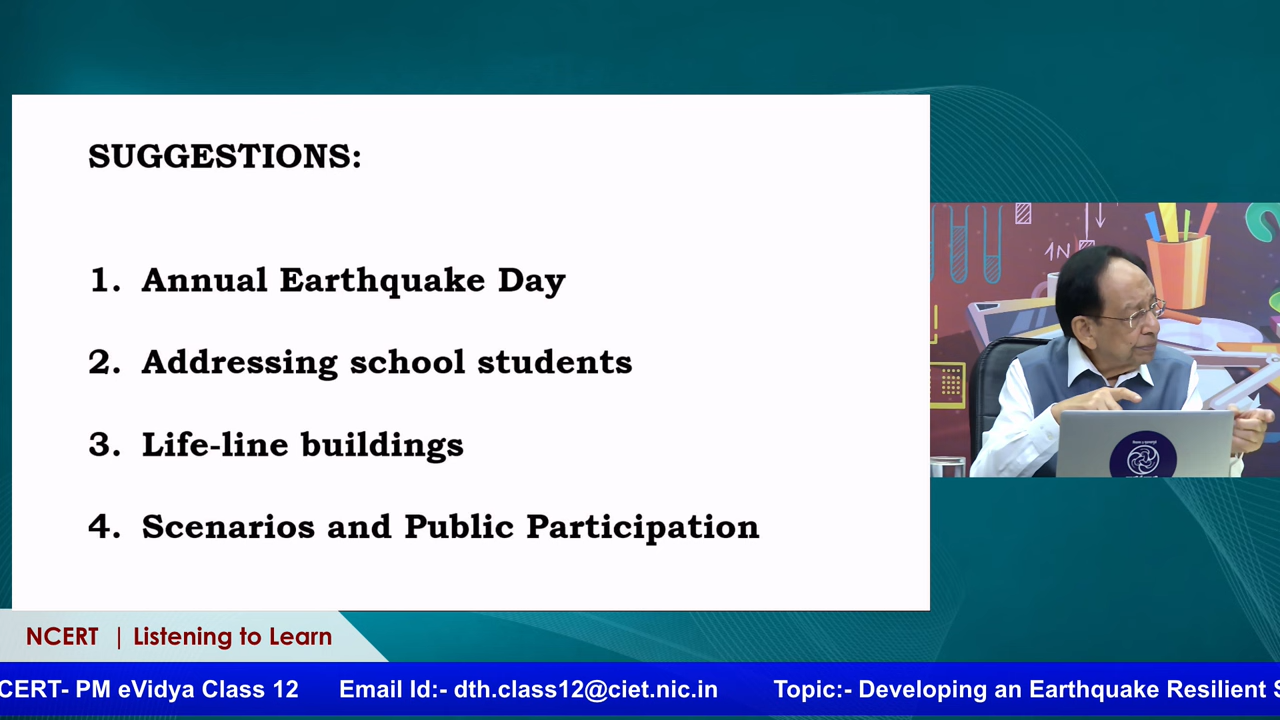 SUGGESTIONS:
1. Annual Earthquake Day
2. Addressing school students
3. Life-line buildings
4. Scenarios and Public Participation
1N
NCERT | Listening to Learn
CERT- PM eVidya Class 12 Email Id:- dth.class12@ciet.nic.in Topic:- Developing an Earthquake Resilient S